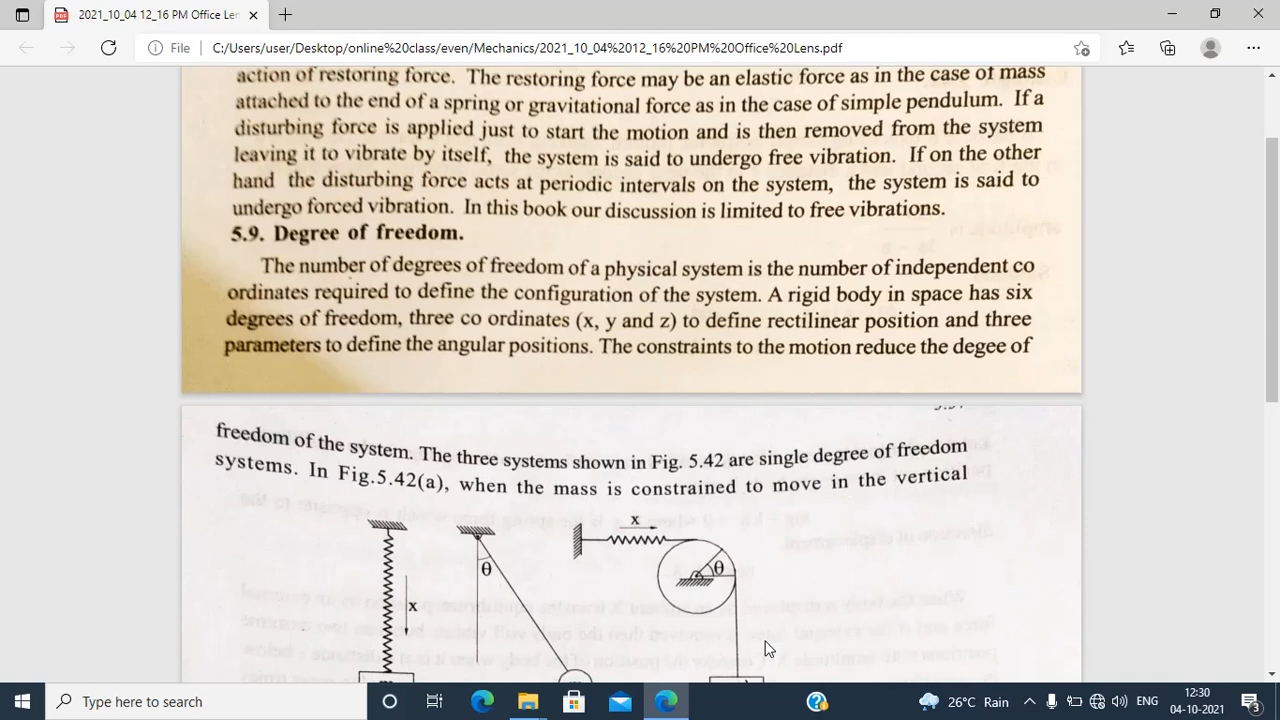 2021_10_04 12_16 PM Office Len
File
C:/Users/user/Desktop/online%20class/even/Mechanics/2021_10_04%2012_16%20PM%20Office%20Lens.pdf
action of restoring force. The restoring force may be an elastic force as in the case of mass
attached to the end of a spring or gravitational force as in the case of simple pendulum. If a
disturbing force is applied just to start the motion and is then removed from the system
leaving it to vibrate by itself, the system is said to undergo free vibration. If on the other
hand the disturbing force acts at periodic intervals on the system, the system is said to
undergo forced vibration. In this book our discussion is limited to free vibrations.
5.9. Degree of freedom.
The number of degrees of freedom of a physical system is the number of independent co
ordinates required to define the configuration of the system. A rigid body in space has six
degrees of freedom, three co ordinates (x, y and z) to define rectilinear position and three
parameters to define the angular positions. The constraints to the motion reduce the degee of
freedom of the system. The three systems shown in Fig. 5.42 are single degree of freedom
systems. In Fig.5.42(a), when the mass is constrained to move in the vertical
x
θ
θ
x
Type here to search
26°C Rain
ENG
12:30
04-10-2021
3